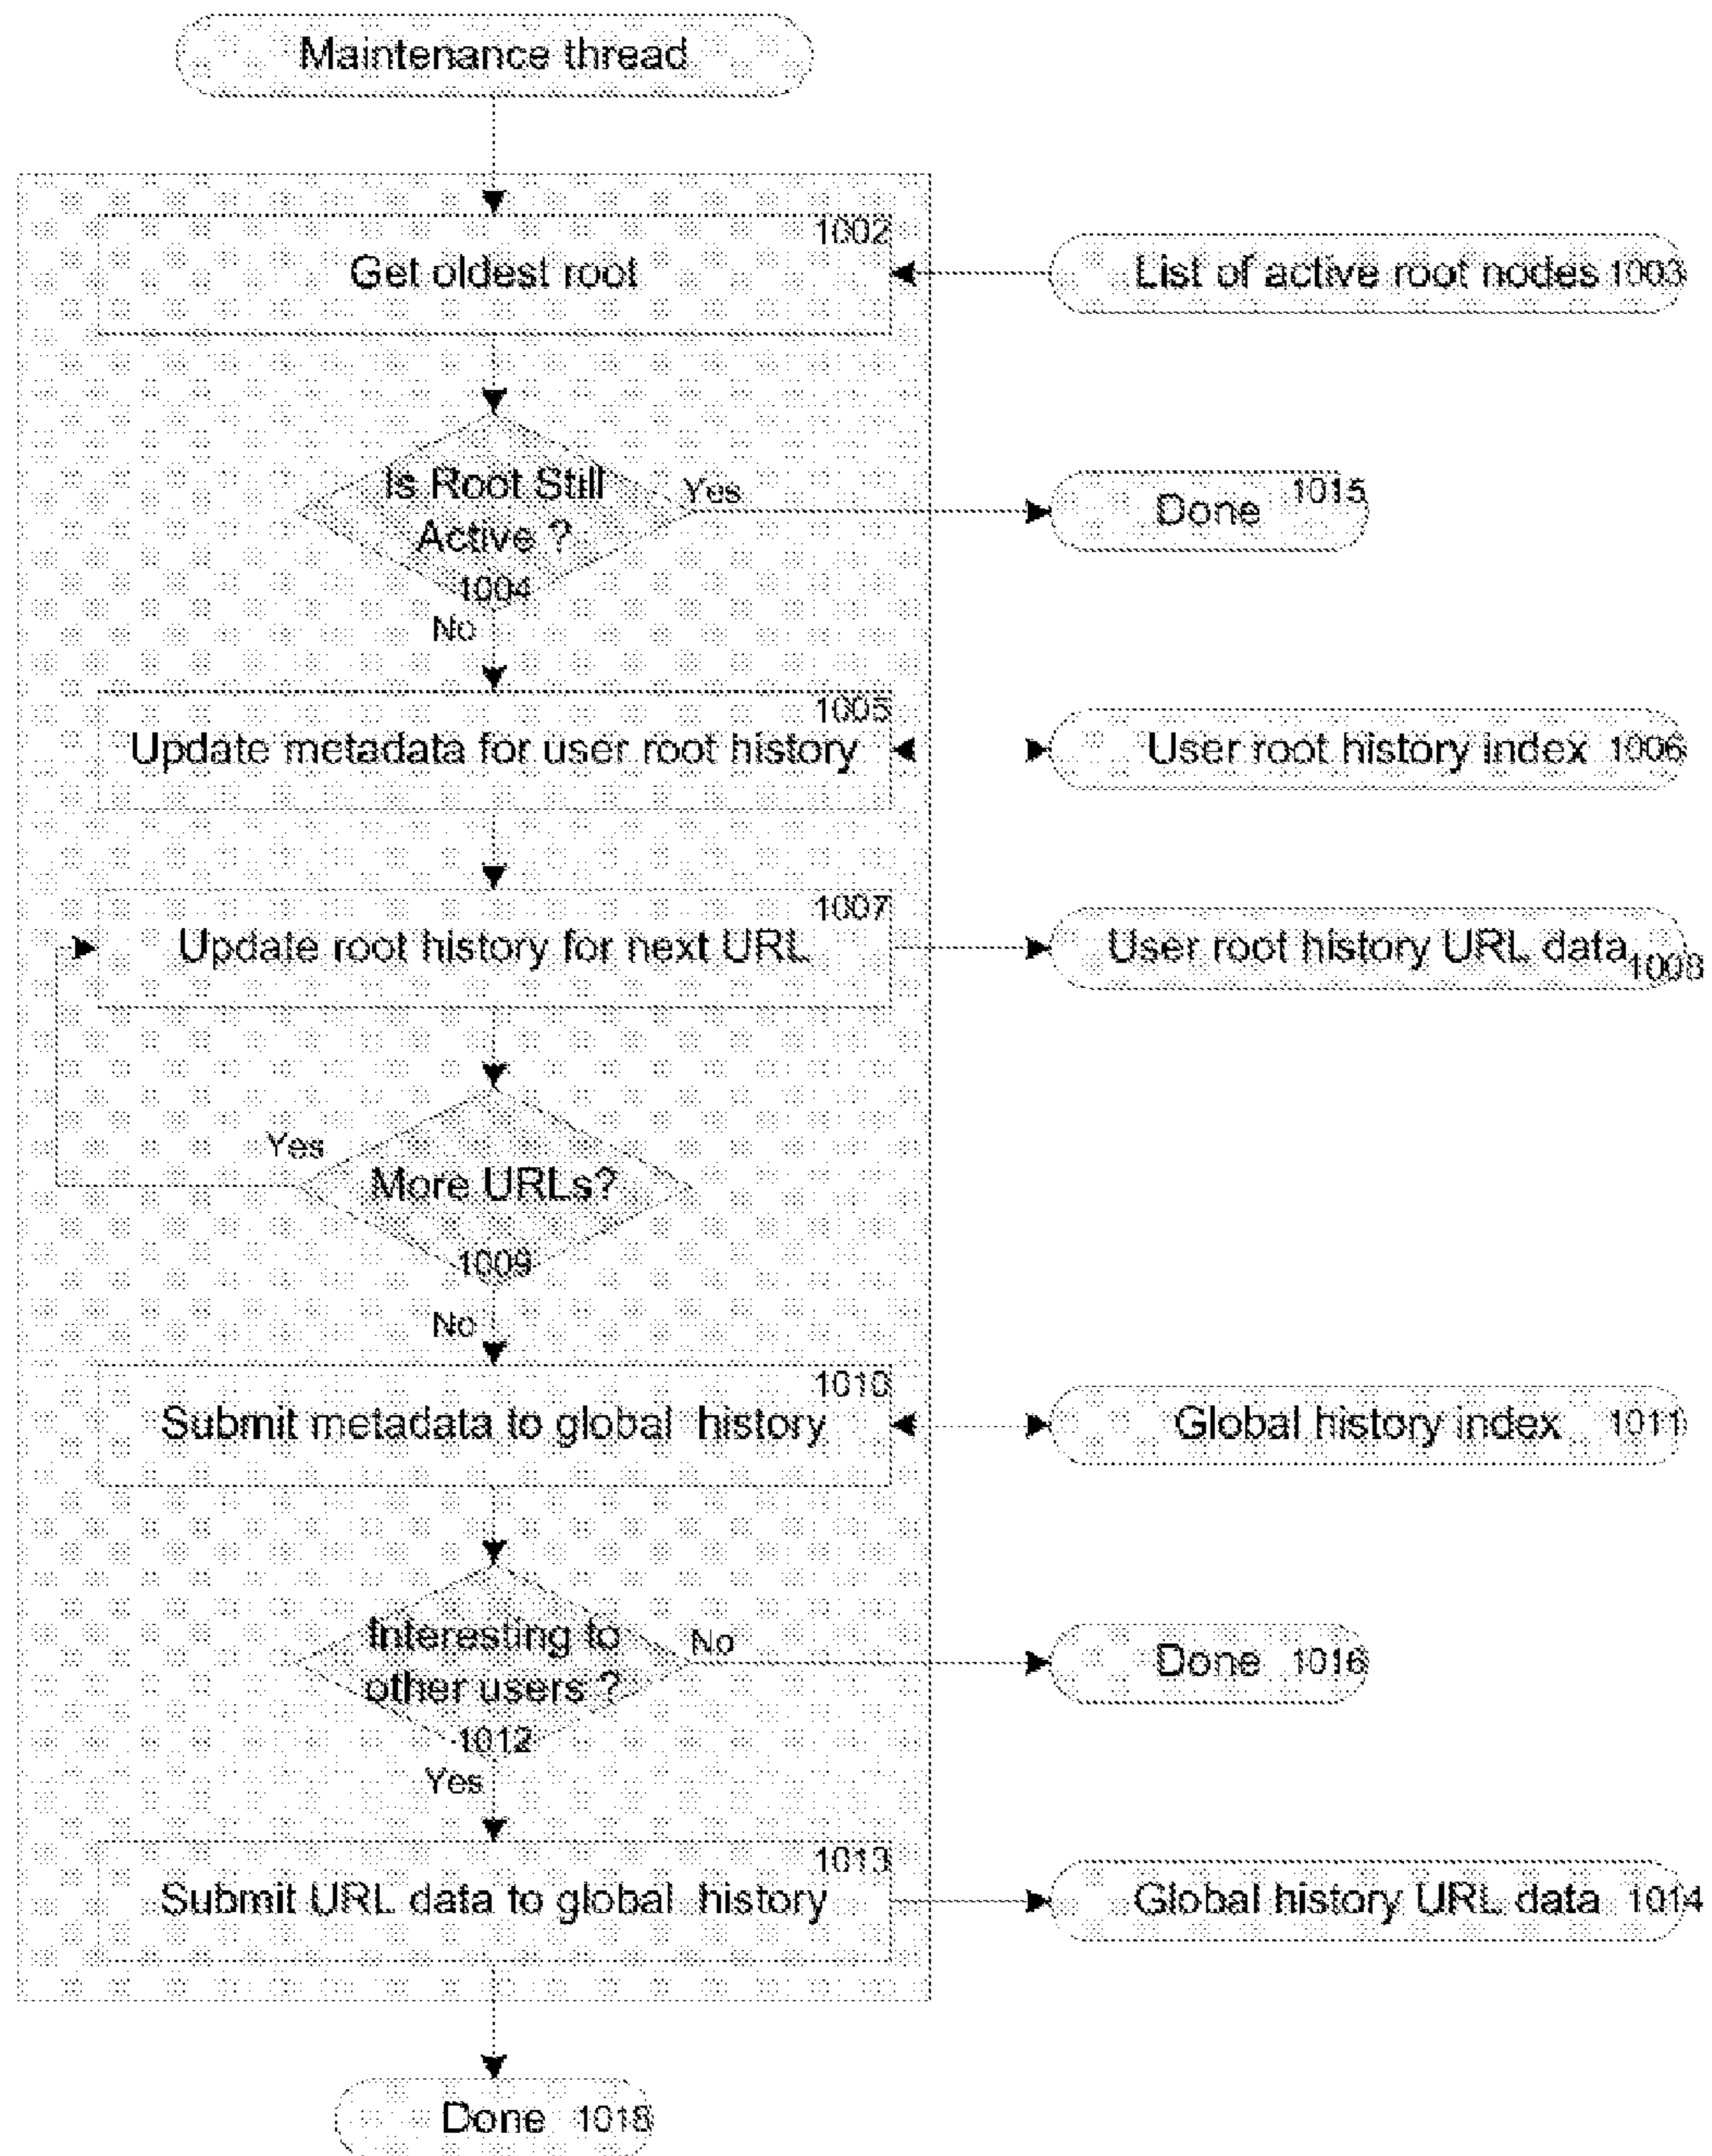 Maintenance thread
1002
Get oldest root
List of active root nodes 1003
Is Root Still
Active ?
1004
Yes
Done 1015
No
1005
Update metadata for user root history
User root history index 1006
1007
Update root history for next URL
User root history URL data 1008
Yes
More URLs?
1009
No
1010
Submit metadata to global history
Global history index 1011
Interesting to
other users ?
1012
No
Done 1016
Yes
1013
Submit URL data to global history
Global history URL data 1014
Done 1018